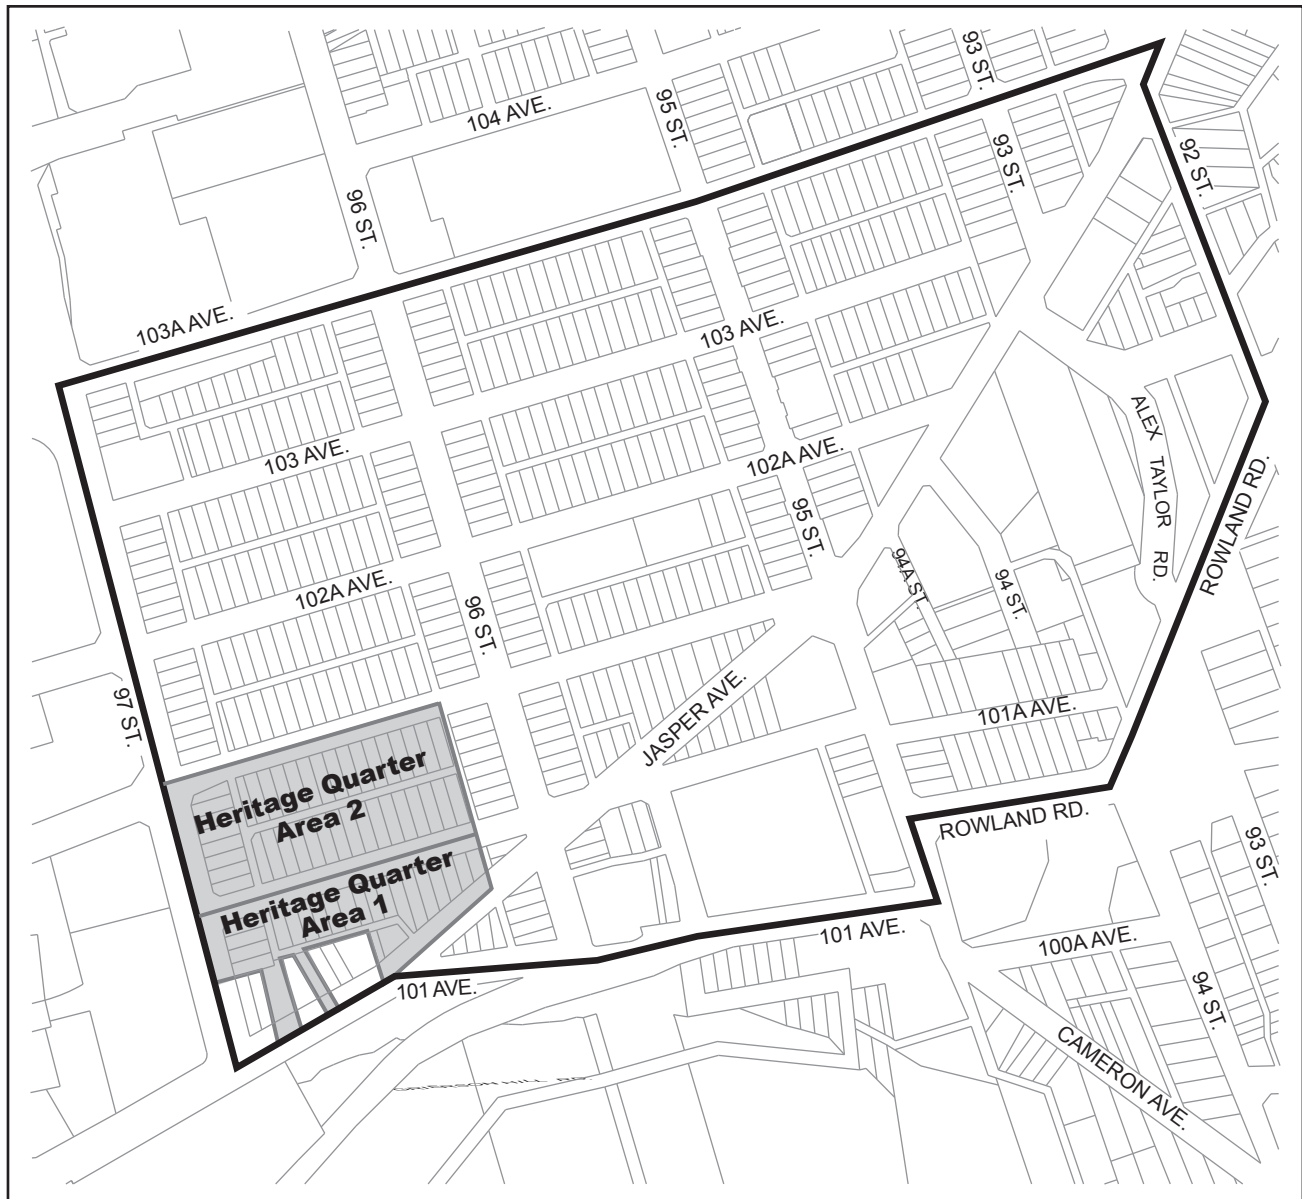 93 ST.
104 AVE.
95 ST.
93 ST.
92 ST.
96 ST.
103A AVE.
103 AVE.
ALEX TAYLOR RD.
103 AVE.
102A AVE.
ROWLAND RD.
95 ST.
94A ST.
94 ST.
102A AVE.
96 ST.
97 ST.
JASPER AVE.
101A AVE.
Heritage Quarter
Area 2
ROWLAND RD.
93 ST.
Heritage Quarter
Area 1
101 AVE.
100A AVE.
101 AVE.
94 ST.
CAMERON AVE.
GRIERSON HILL RD.